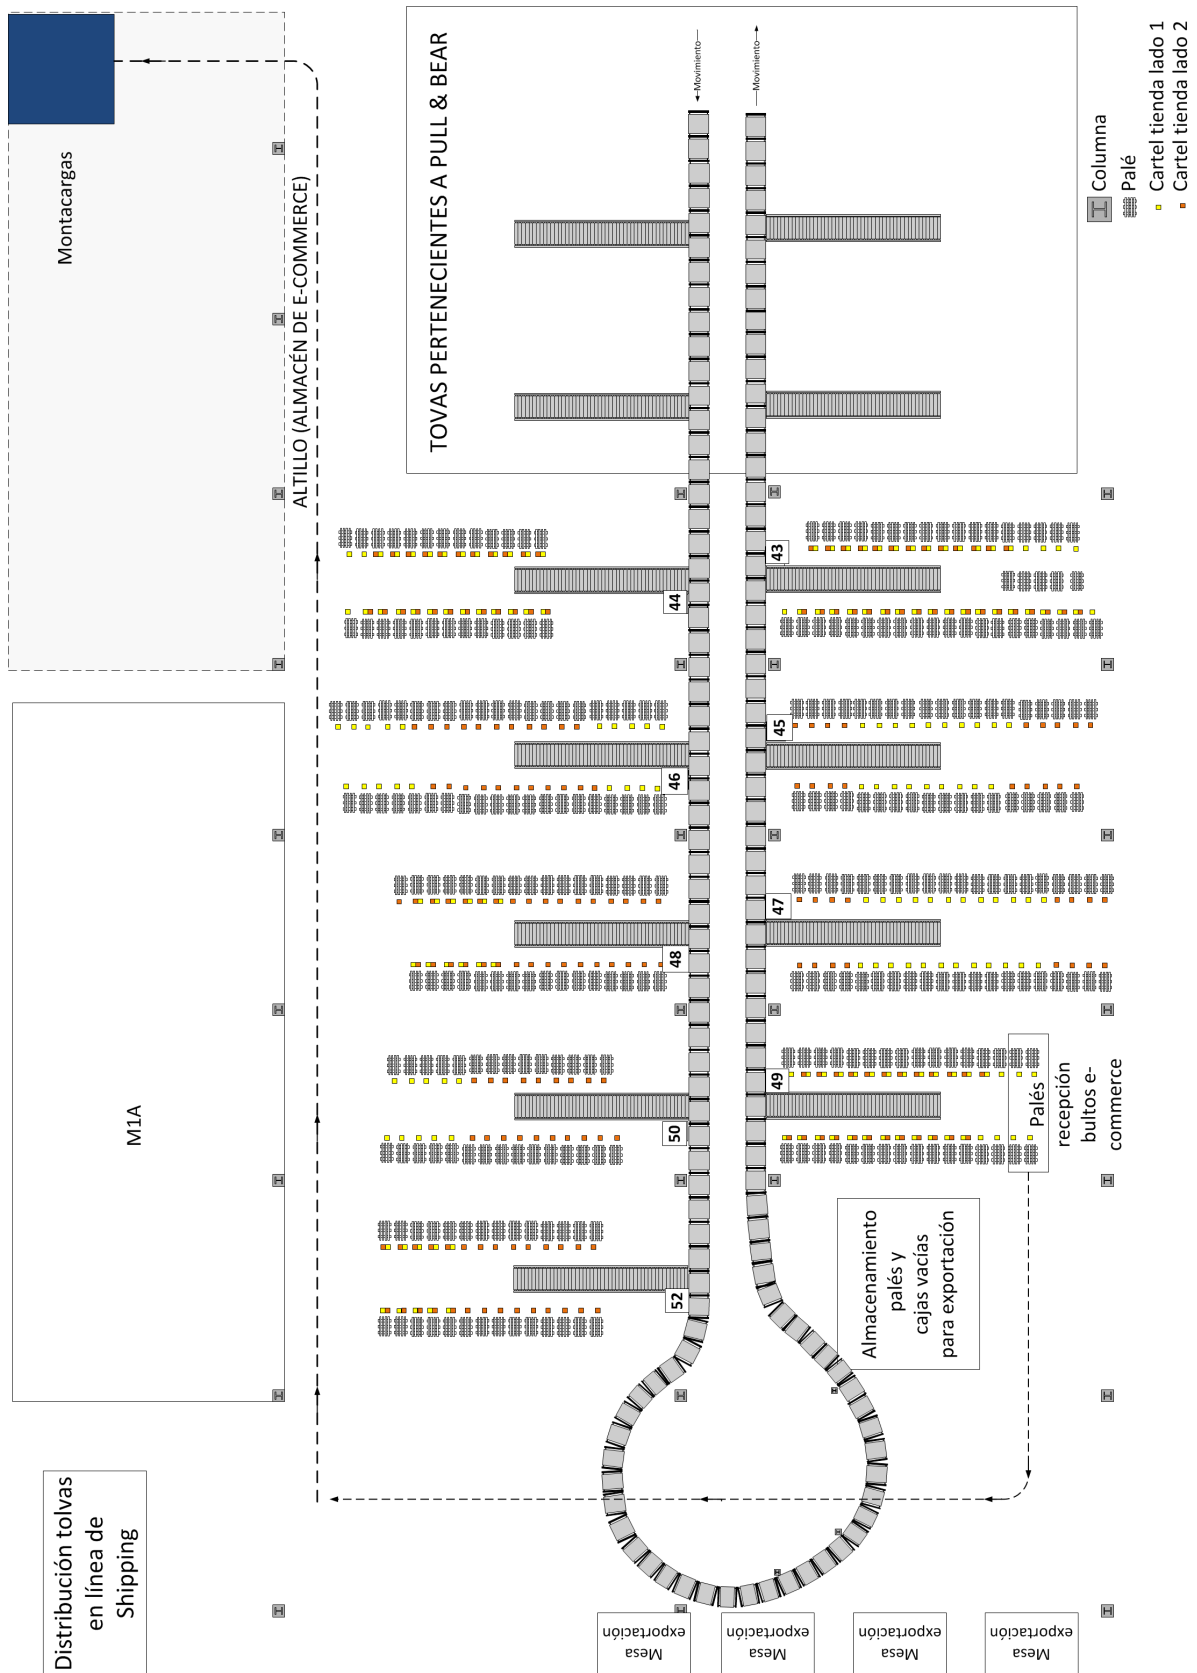 Montacargas
ALTILLO (ALMACÉN DE E-COMMERCE)
TOVAS PERTENECIENTES A PULL & BEAR
Movimiento
Movimiento
Columna
Palé
Cartel tienda lado 1
Cartel tienda lado 2
M1A
44
43
46
45
48
47
50
49
52
Palés
recepción
bultos e-
commerce
Almacenamiento
palés y
cajas vacías
para exportación
Distribución tolvas
en línea de
Shipping
Mesa
exportación
Mesa
exportación
Mesa
exportación
Mesa
exportación